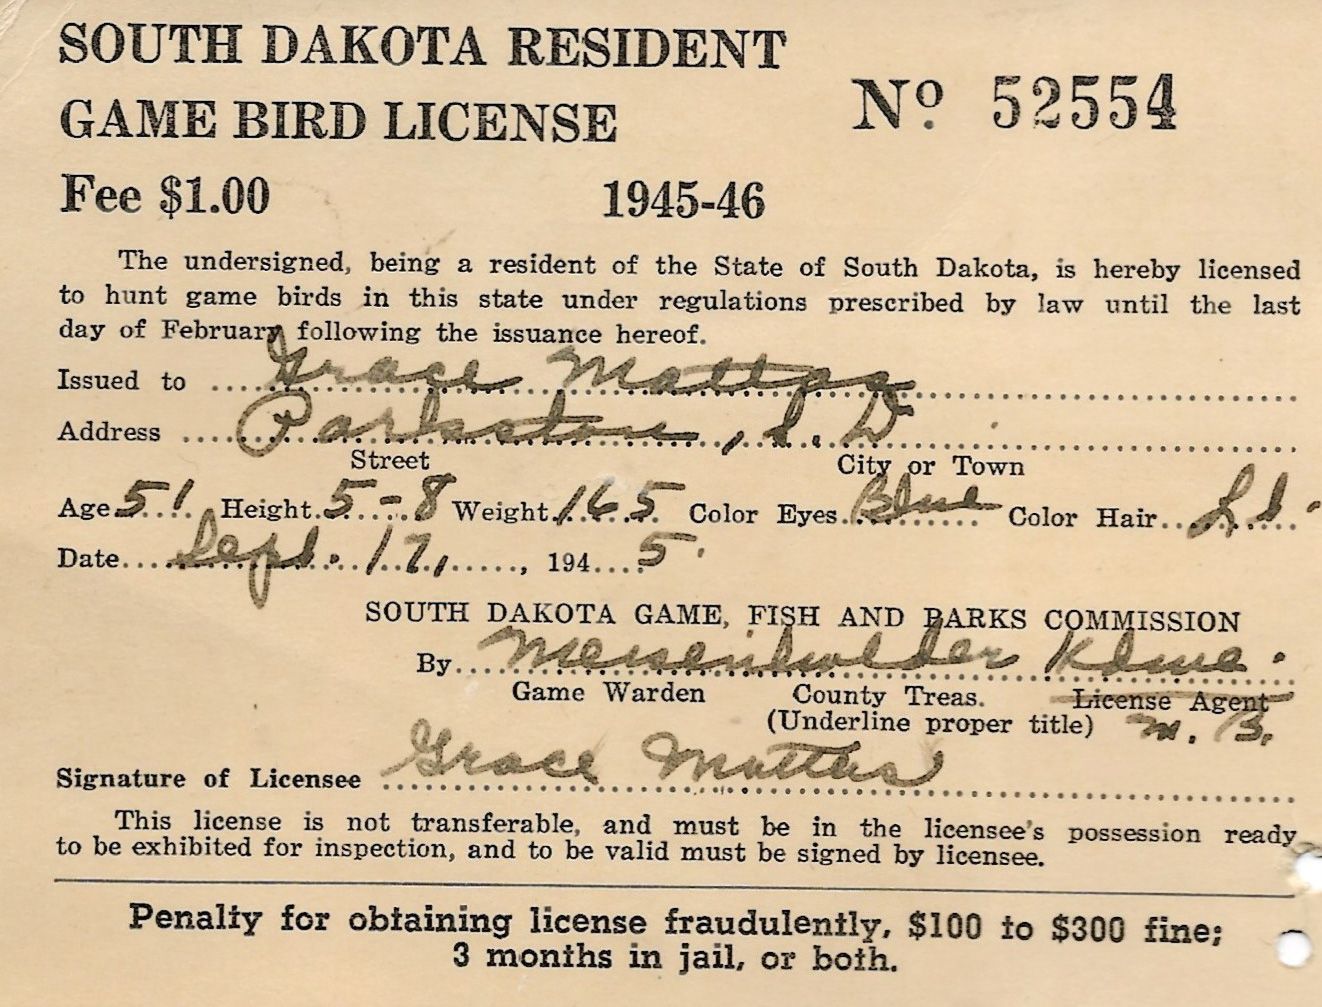 SOUTH DAKOTA RESIDENT
GAME BIRD LICENSE
Nº 52554
Fee $1.00 1945-46
The undersigned, being a resident of the State of South Dakota, is hereby licensed
to hunt game birds in this state under regulations prescribed by law until the last
day of February following the issuance hereof.
Issued to Grace Mattas
Address Parkston, S. D
Street City or Town
Age 51 Height 5-8 Weight 165 Color Eyes Blue Color Hair
Date Sept. 17, 1945.
SOUTH DAKOTA GAME, FISH AND PARKS COMMISSION
By Meisenholder
Game Warden County Treas. License Agent
(Underline proper title) M. B.
Signature of Licensee Grace Mattas
This license is not transferable, and must be in the licensee's possession ready
to be exhibited for inspection, and to be valid must be signed by licensee.
Penalty for obtaining license fraudulently, $100 to $300 fine;
3 months in jail, or both.